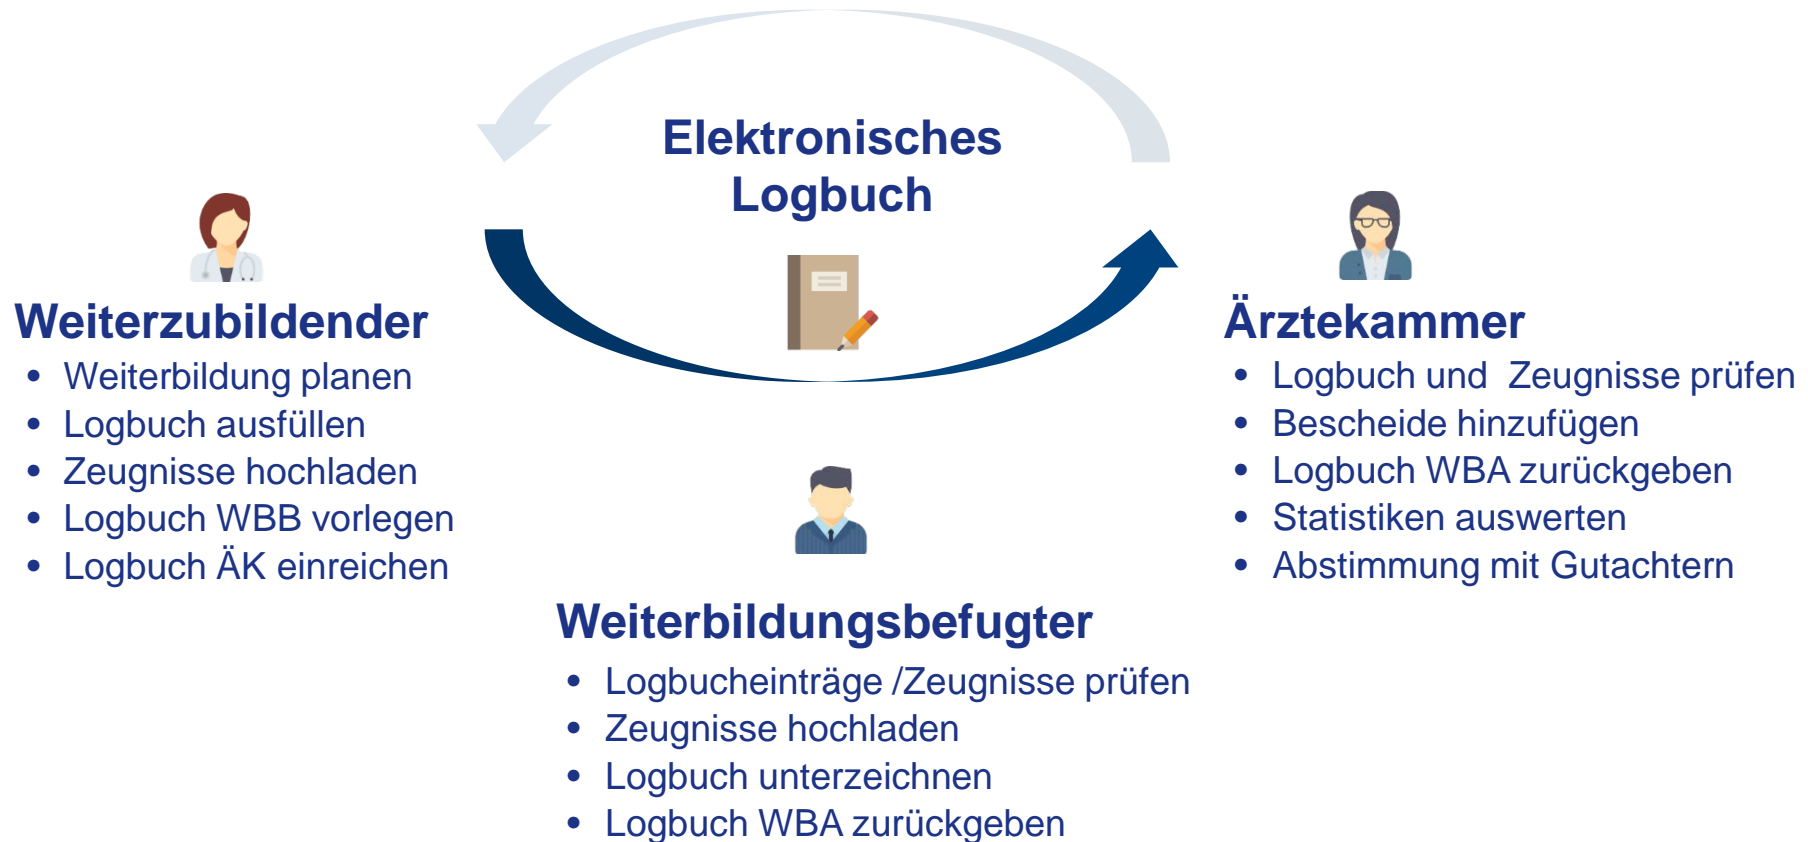 Elektronisches
Logbuch
Weiterzubildender
• Weiterbildung planen
• Logbuch ausfüllen
• Zeugnisse hochladen
• Logbuch WBB vorlegen
• Logbuch ÄK einreichen
Weiterbildungsbefugter
• Logbucheinträge /Zeugnisse prüfen
• Zeugnisse hochladen
• Logbuch unterzeichnen
• Logbuch WBA zurückgeben
Ärztekammer
• Logbuch und  Zeugnisse prüfen
• Bescheide hinzufügen
• Logbuch WBA zurückgeben
• Statistiken auswerten
• Abstimmung mit Gutachtern